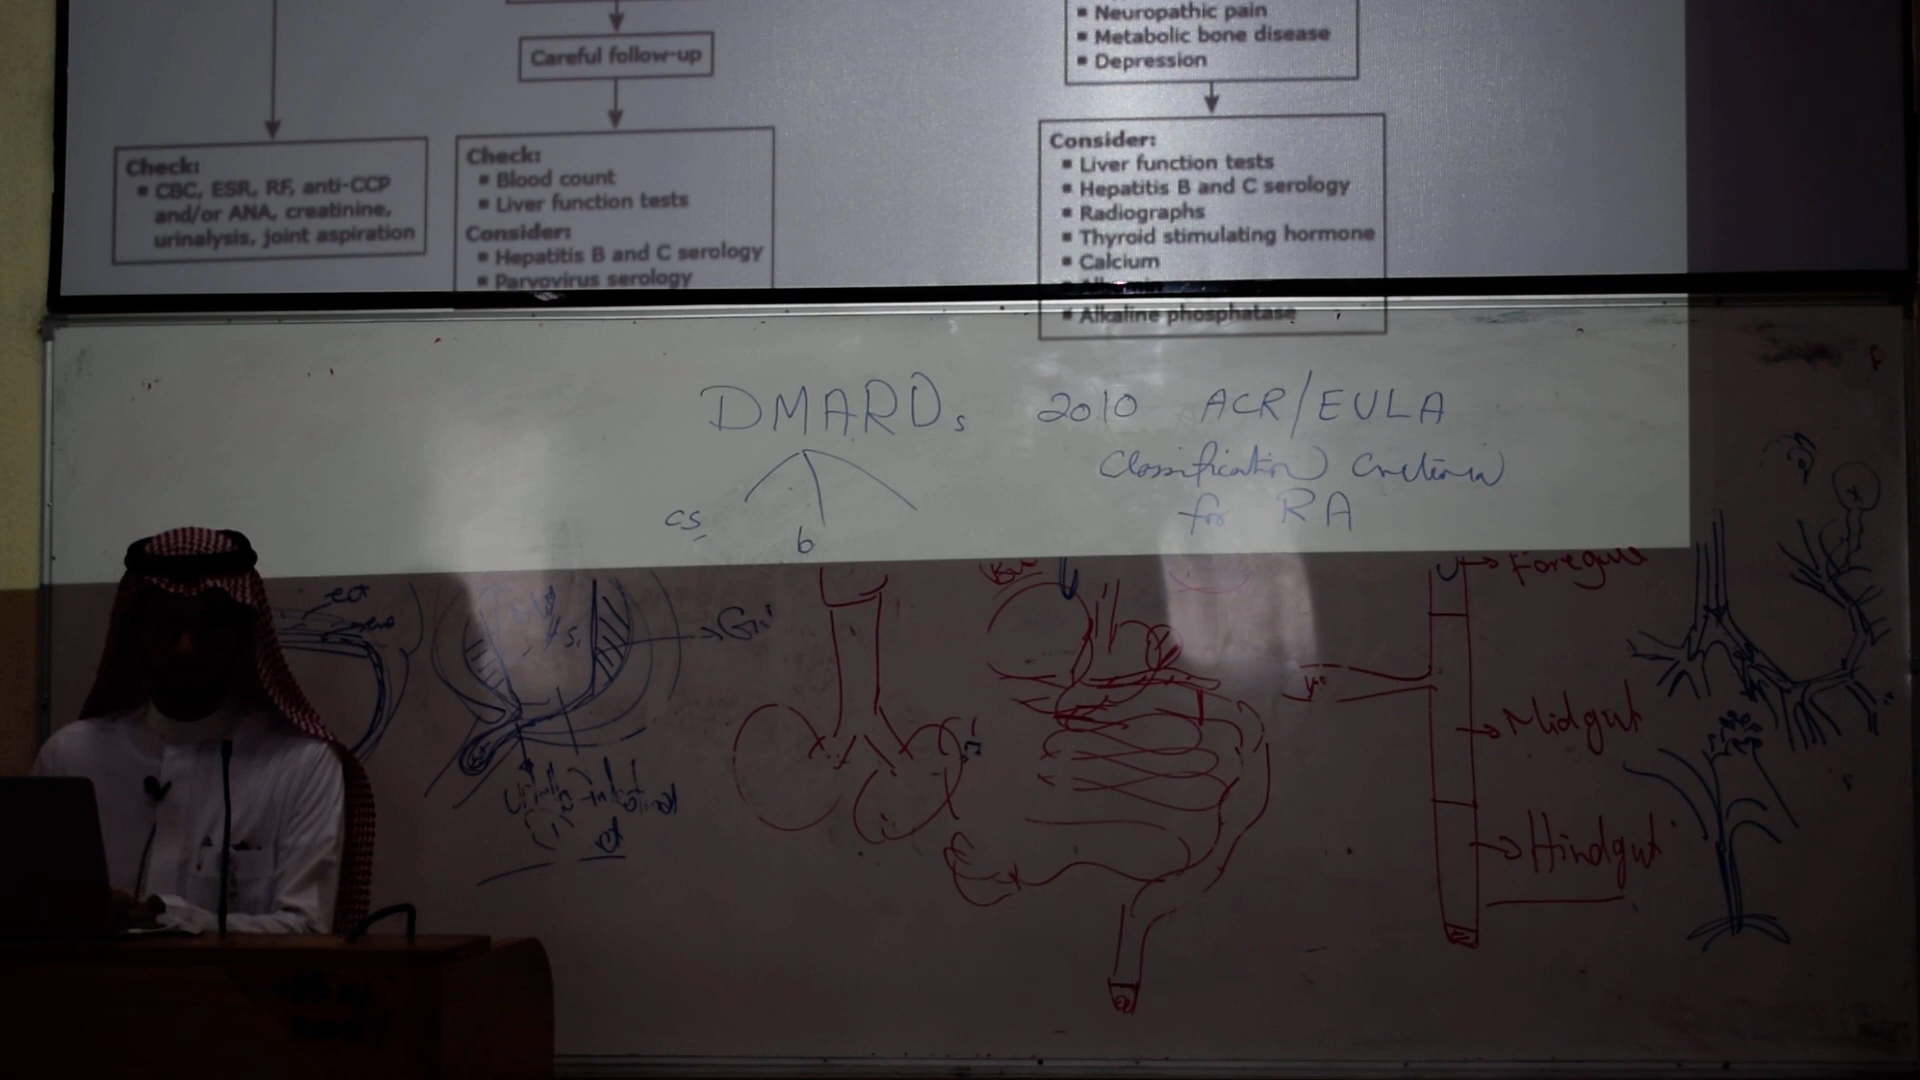 Careful follow-up
Neuropathic pain
Metabolic bone disease
Depression
Check:
CBC, ESR, RF, anti-CCP
and/or ANA, creatinine,
urinalysis, joint aspiration
Check:
Blood count
Liver function tests
Consider:
Hepatitis B and C serology
Parvovirus serology
Consider:
Liver function tests
Hepatitis B and C serology
Radiographs
Thyroid stimulating hormone
Calcium
Alkaline phosphatase
DMARDs
cs
b
2010 ACR/EULA
Classification Criteria
for RA
Foregut
Midgut
Hindgut